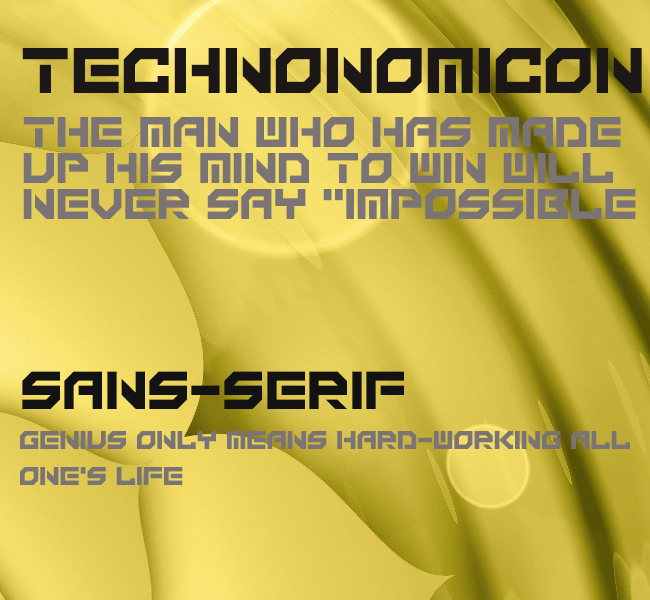 TECHNONOMICON
THE MAN WHO HAS MADE
UP HIS MIND TO WIN WILL
NEVER SAY "IMPOSSIBLE
SANS-SERIF
GENIUS ONLY MEANS HARD-WORKING ALL
ONE'S LIFE